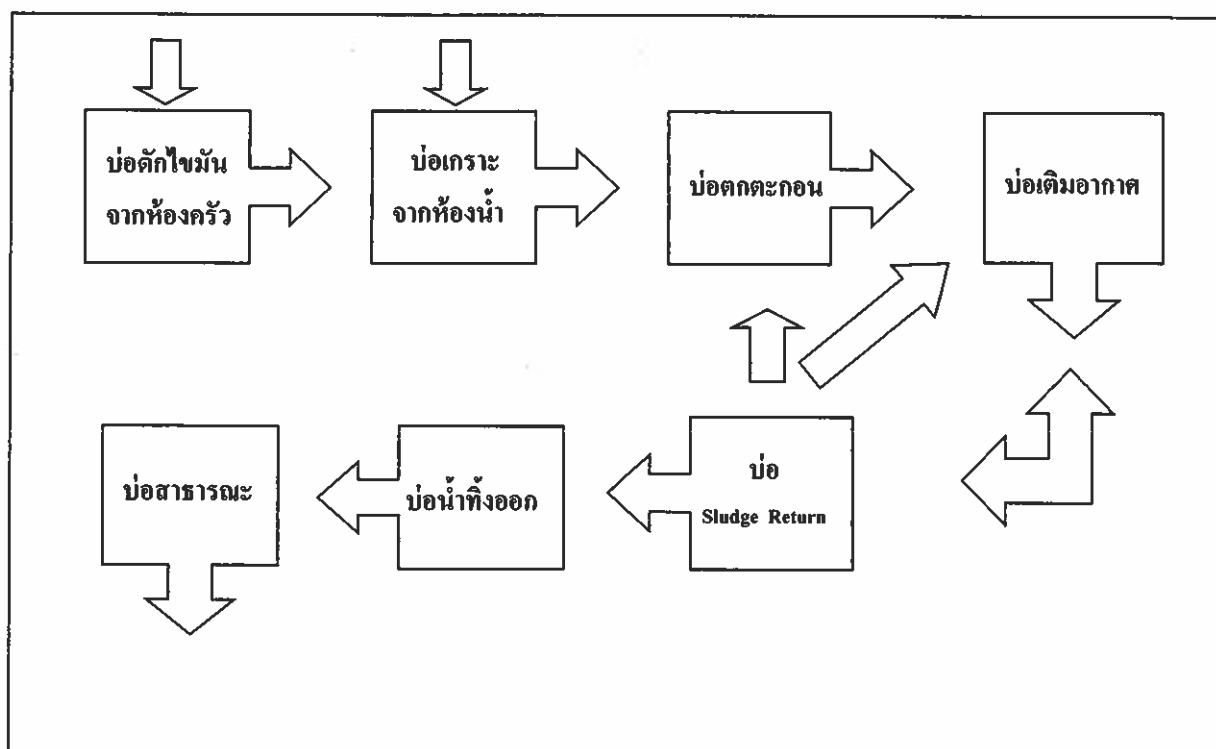 บ่อดักไขมัน
จากห้องครัว
บ่อเกราะ
จากห้องน้ำ
บ่อตกตะกอน
บ่อเติมอากาศ
บ่อสาธารณะ
บ่อน้ำทิ้งออก
บ่อ
Sludge Return